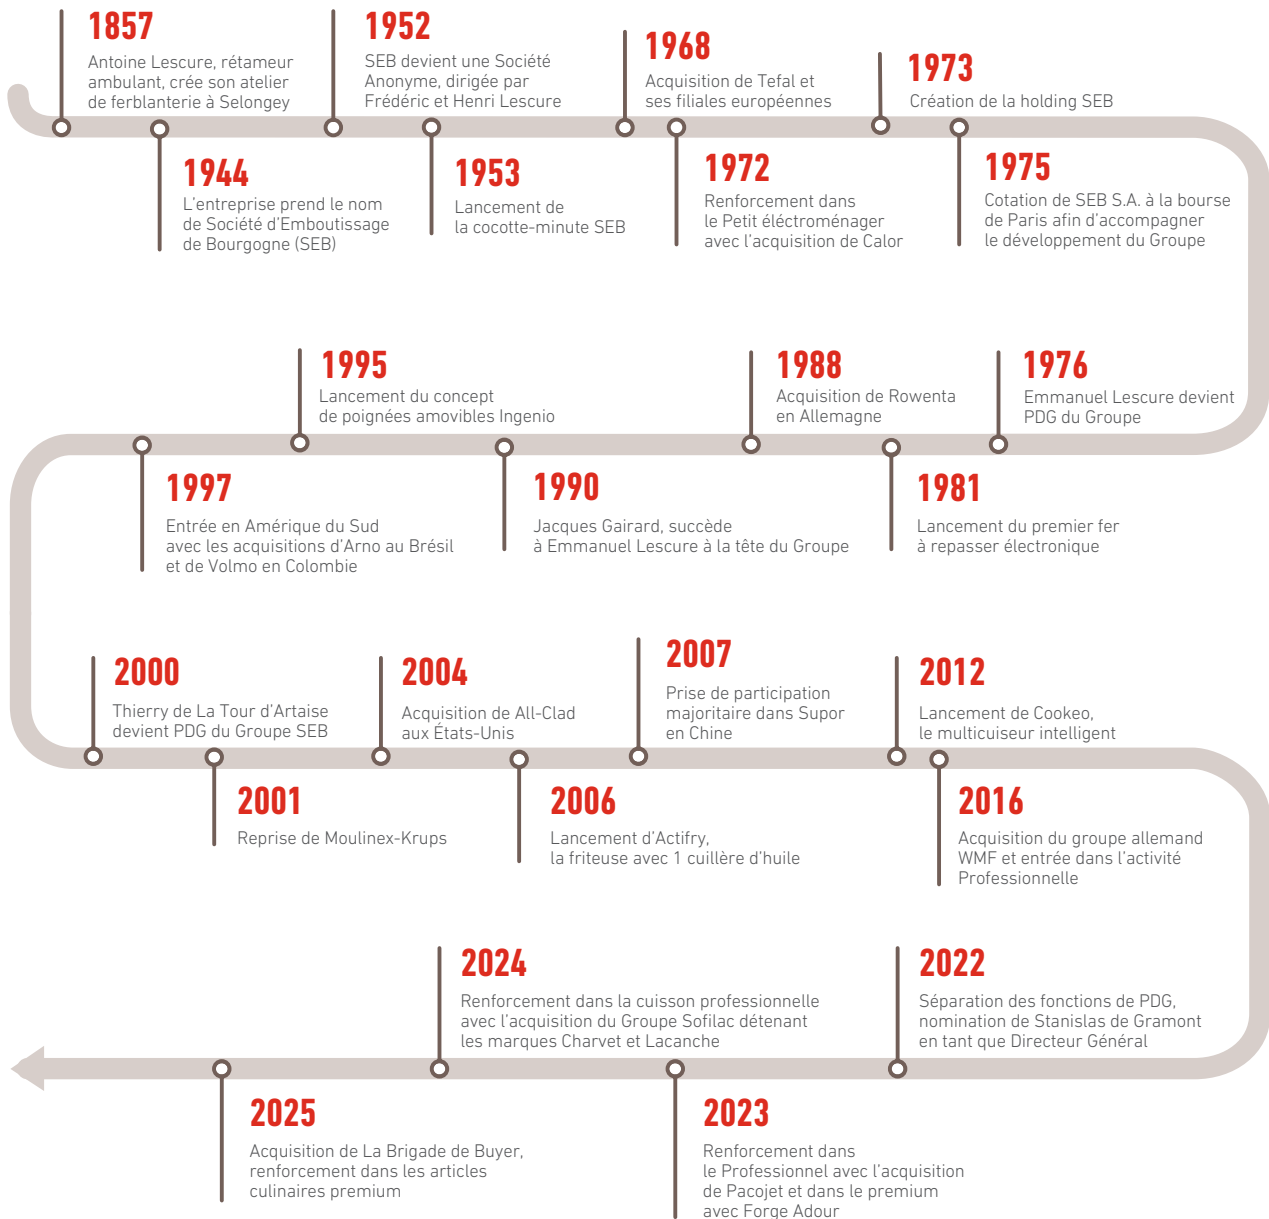 1857
Antoine Lescure, rétameur
ambulant, crée son atelier
de ferblanterie à Selongey
1944
L'entreprise prend le nom
de Société d'Emboutissage
de Bourgogne (SEB)
1952
SEB devient une Société
Anonyme, dirigée par
Frédéric et Henri Lescure
1953
Lancement de
la cocotte-minute SEB
1968
Acquisition de Tefal et
ses filiales européennes
1972
Renforcement dans
le Petit éléctroménager
avec l'acquisition de Calor
1973
Création de la holding SEB
1975
Cotation de SEB S.A. à la bourse
de Paris afin d'accompagner
le développement du Groupe
1976
Emmanuel Lescure devient
PDG du Groupe
1981
Lancement du premier fer
à repasser électronique
1988
Acquisition de Rowenta
en Allemagne
1990
Jacques Gairard, succède
à Emmanuel Lescure à la tête du Groupe
1995
Lancement du concept
de poignées amovibles Ingenio
1997
Entrée en Amérique du Sud
avec les acquisitions d'Arno au Brésil
et de Volmo en Colombie
2000
Thierry de La Tour d'Artaise
devient PDG du Groupe SEB
2001
Reprise de Moulinex-Krups
2004
Acquisition de All-Clad
aux États-Unis
2006
Lancement d'Actifry,
la friteuse avec 1 cuillère d'huile
2007
Prise de participation
majoritaire dans Supor
en Chine
2012
Lancement de Cookeo,
le multicuiseur intelligent
2016
Acquisition du groupe allemand
WMF et entrée dans l'activité
Professionnelle
2022
Séparation des fonctions de PDG,
nomination de Stanislas de Gramont
en tant que Directeur Général
2023
Renforcement dans
le Professionnel avec l'acquisition
de Pacojet et dans le premium
avec Forge Adour
2024
Renforcement dans la cuisson professionnelle
avec l'acquisition du Groupe Sofilac détenant
les marques Charvet et Lacanche
2025
Acquisition de La Brigade de Buyer,
renforcement dans les articles
culinaires premium